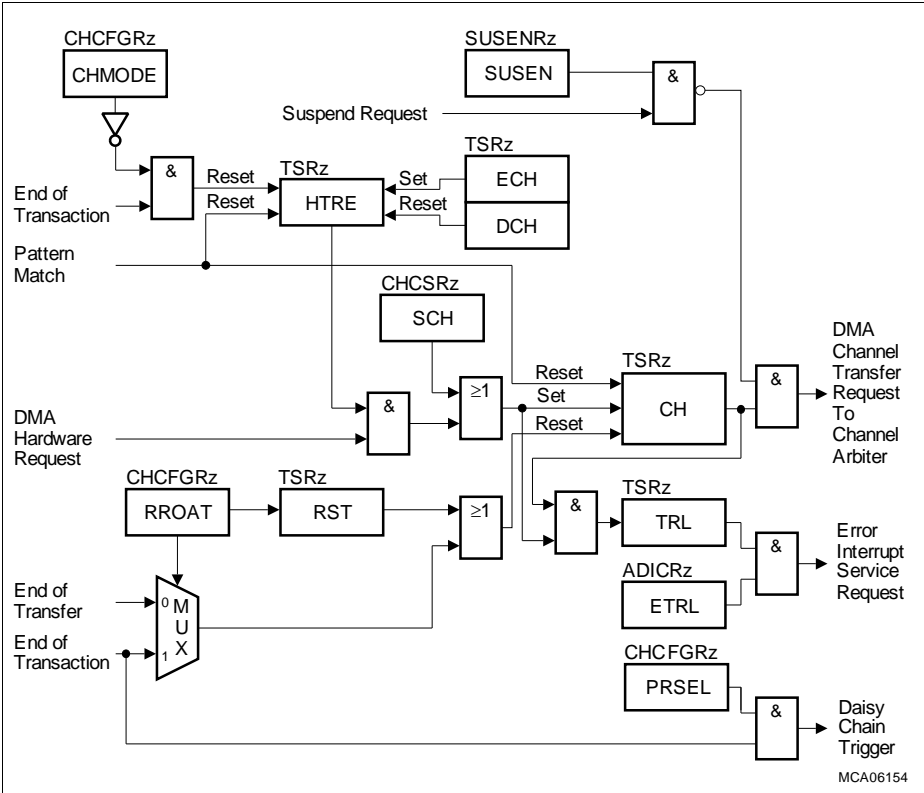 CHCFGRz
CHMODE
SUSENRz
SUSEN
&
Suspend Request
TSRz
ECH
DCH
Set
Reset
&
Reset
Reset
TSRz
HTRE
End of
Transaction
Pattern
Match
CHCSRz
SCH
≥1
&
DMA
Hardware
Request
Reset
Set
Reset
TSRz
CH
&
DMA
Channel
Transfer
Request
To
Channel
Arbiter
CHCFGRz
RROAT
TSRz
RST
≥1
&
TSRz
TRL
ADICRz
ETRL
&
Error
Interrupt
Service
Request
End of
Transfer
End of
Transaction
0
M
U
X
1
CHCFGRz
PRSEL
&
Daisy
Chain
Trigger
MCA06154